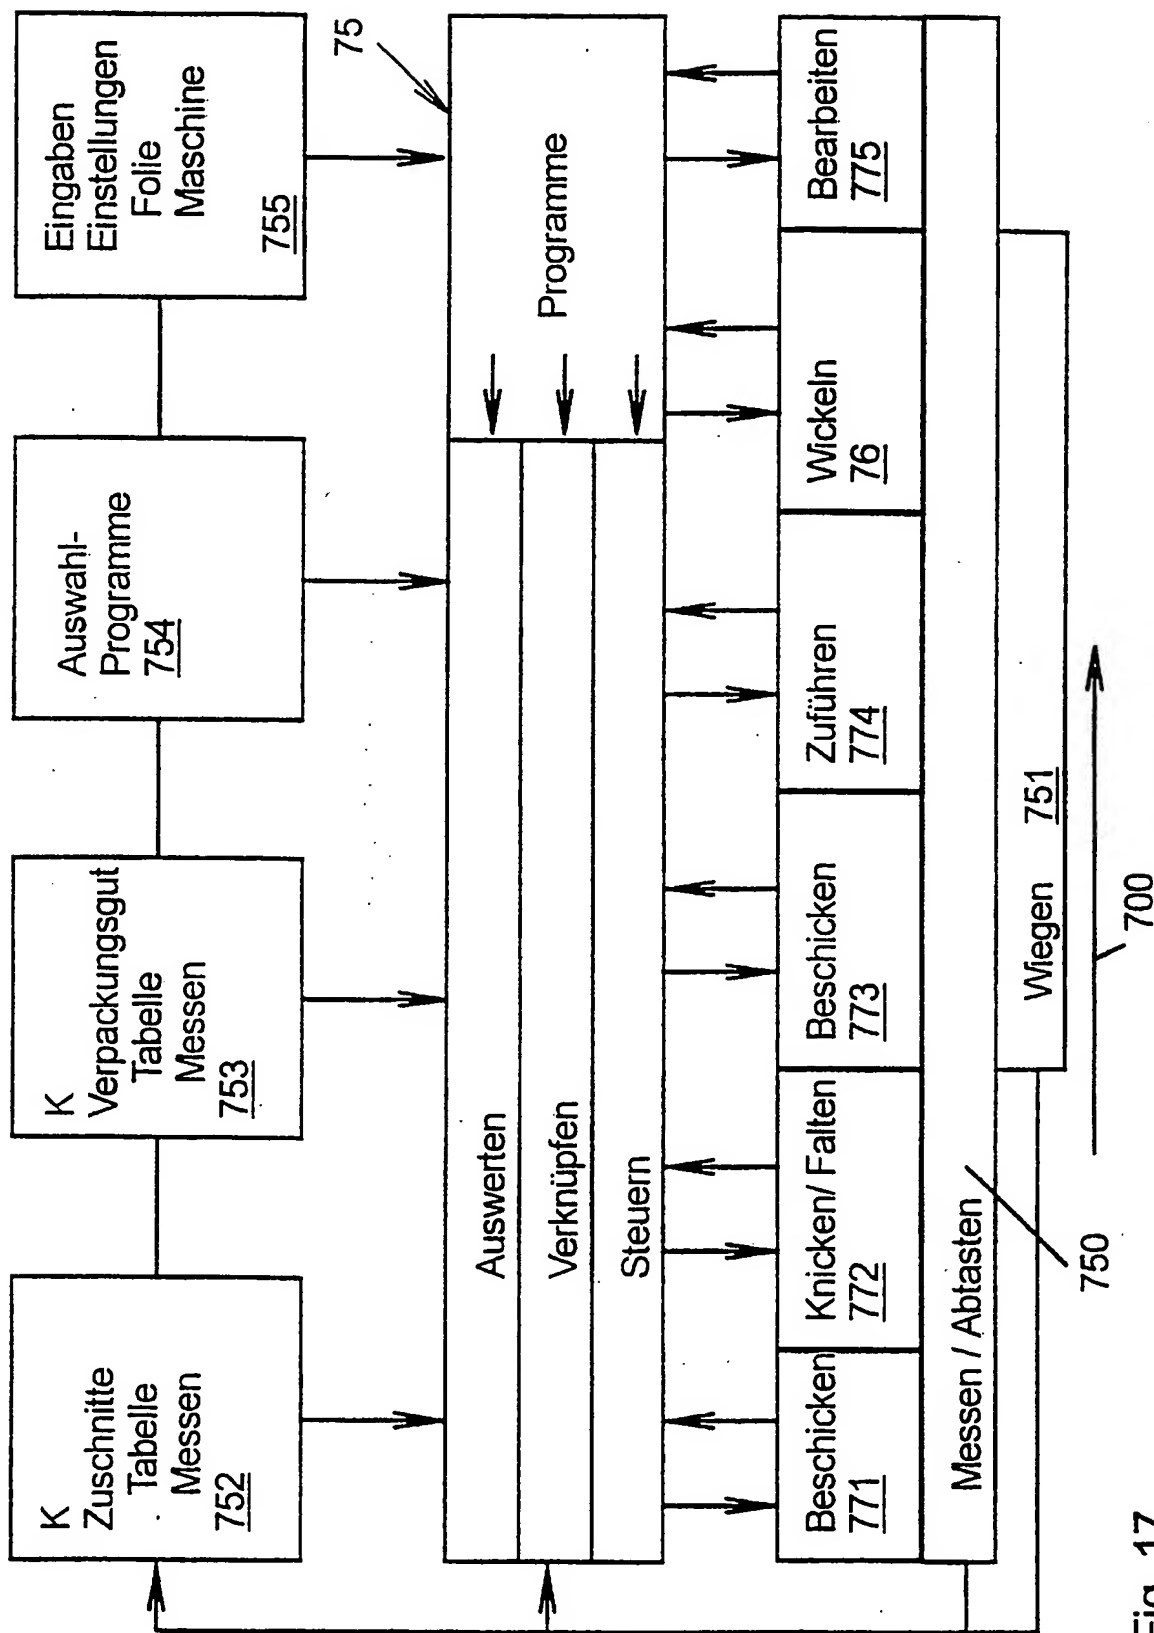 K
Zuschnitte
Tabelle
Messen
752
K
Verpackungsgut
Tabelle
Messen
753
Auswahl-
Programme
754
Eingaben
Einstellungen
Folie
Maschine
755
75
Auswerten
Verknüpfen
Steuern
Programme
Beschicken
771
Knicken/ Falten
772
Beschicken
773
Zuführen
774
Wickeln
76
Bearbeiten
775
Messen / Abtasten
750
Wiegen 751
700
Fig. 17